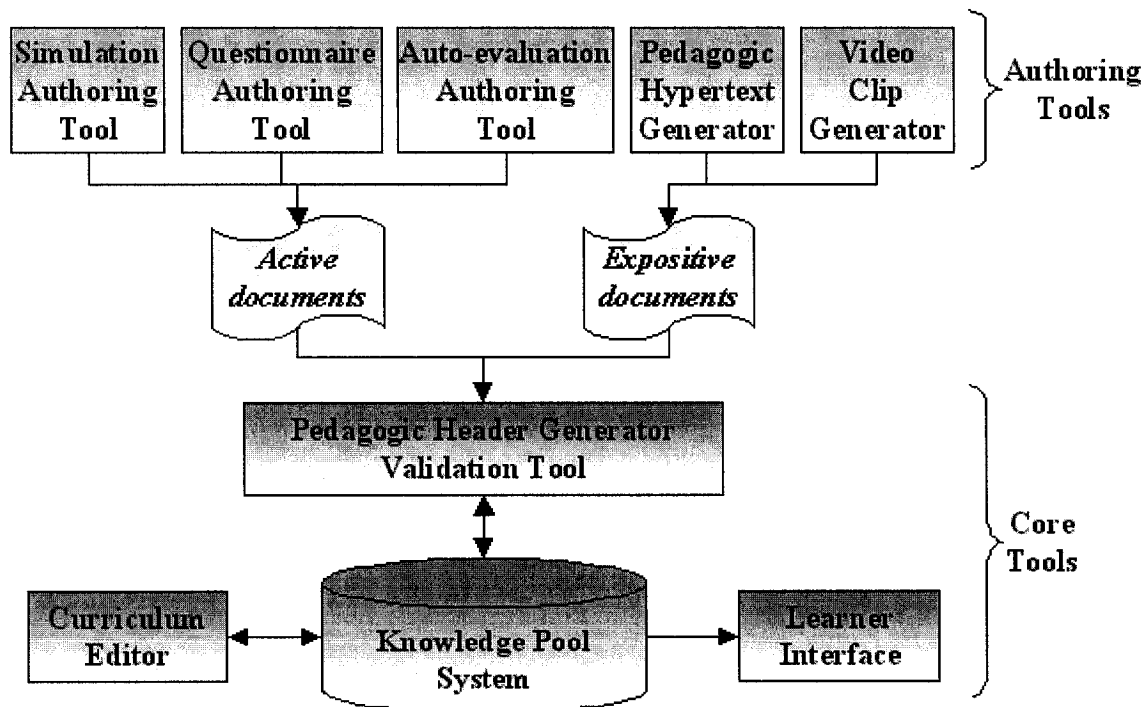 Simulation
Authoring
Tool
Questionnaire
Authoring
Tool
Auto-evaluation
Authoring
Tool
Pedagogic
Hypertext
Generator
Video
Clip
Generator
Authoring
Tools
Active
documents
Expositive
documents
Pedagogic Header Generator
Validation Tool
Core
Tools
Curriculum
Editor
Knowledge Pool
System
Learner
Interface